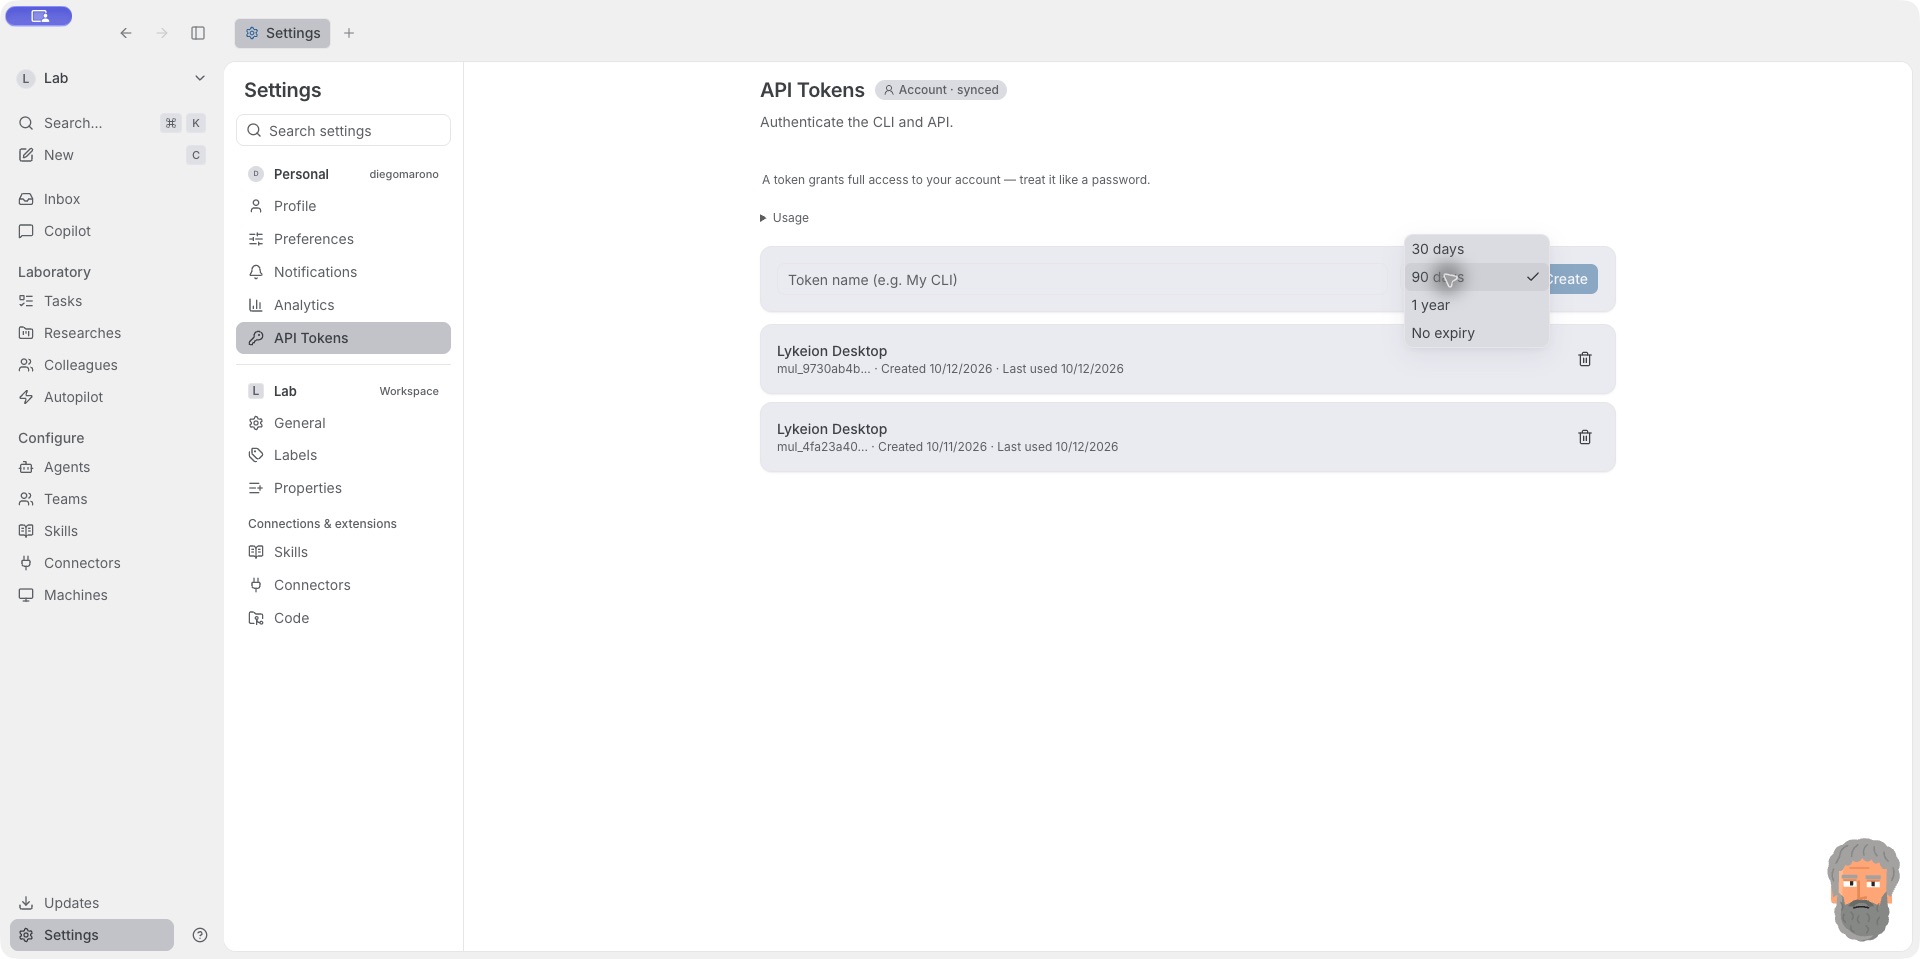 Settings
L Lab
Search... ⌘ K
New C
Inbox
Copilot
Laboratory
Tasks
Researches
Colleagues
Autopilot
Configure
Agents
Teams
Skills
Connectors
Machines
Updates
Settings
Settings
Search settings
D Personal diegomarono
Profile
Preferences
Notifications
Analytics
API Tokens
L Lab Workspace
General
Labels
Properties
Connections & extensions
Skills
Connectors
Code
API Tokens Account · synced
Authenticate the CLI and API.
A token grants full access to your account — treat it like a password.
Usage
Token name (e.g. My CLI)
30 days
90 days
1 year
No expiry
Create
Lykeion Desktop
mul_9730ab4b... · Created 10/12/2026 · Last used 10/12/2026
Lykeion Desktop
mul_4fa23a40... · Created 10/11/2026 · Last used 10/12/2026